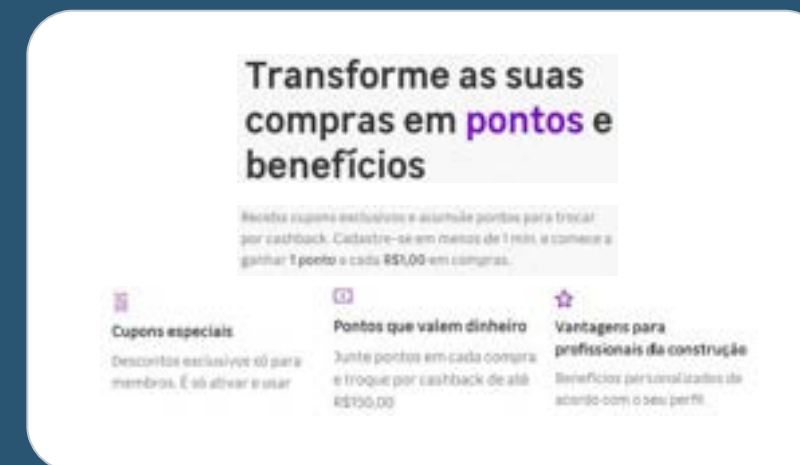 Transforme as suas
compras em pontos e
benefícios
Receba cupons exclusivos e acumule pontos para trocar
por cashback. Cadastre-se em menos de 1 min. e comece a
ganhar 1 ponto a cada R$1,00 em compras.
Cupons especiais
Descontos exclusivos só para
membros. É só ativar e usar
Pontos que valem dinheiro
Junte pontos em cada compra
e troque por cashback de até
R$150,00
Vantagens para
profissionais da construção
Benefícios personalizados de
acordo com o seu perfil